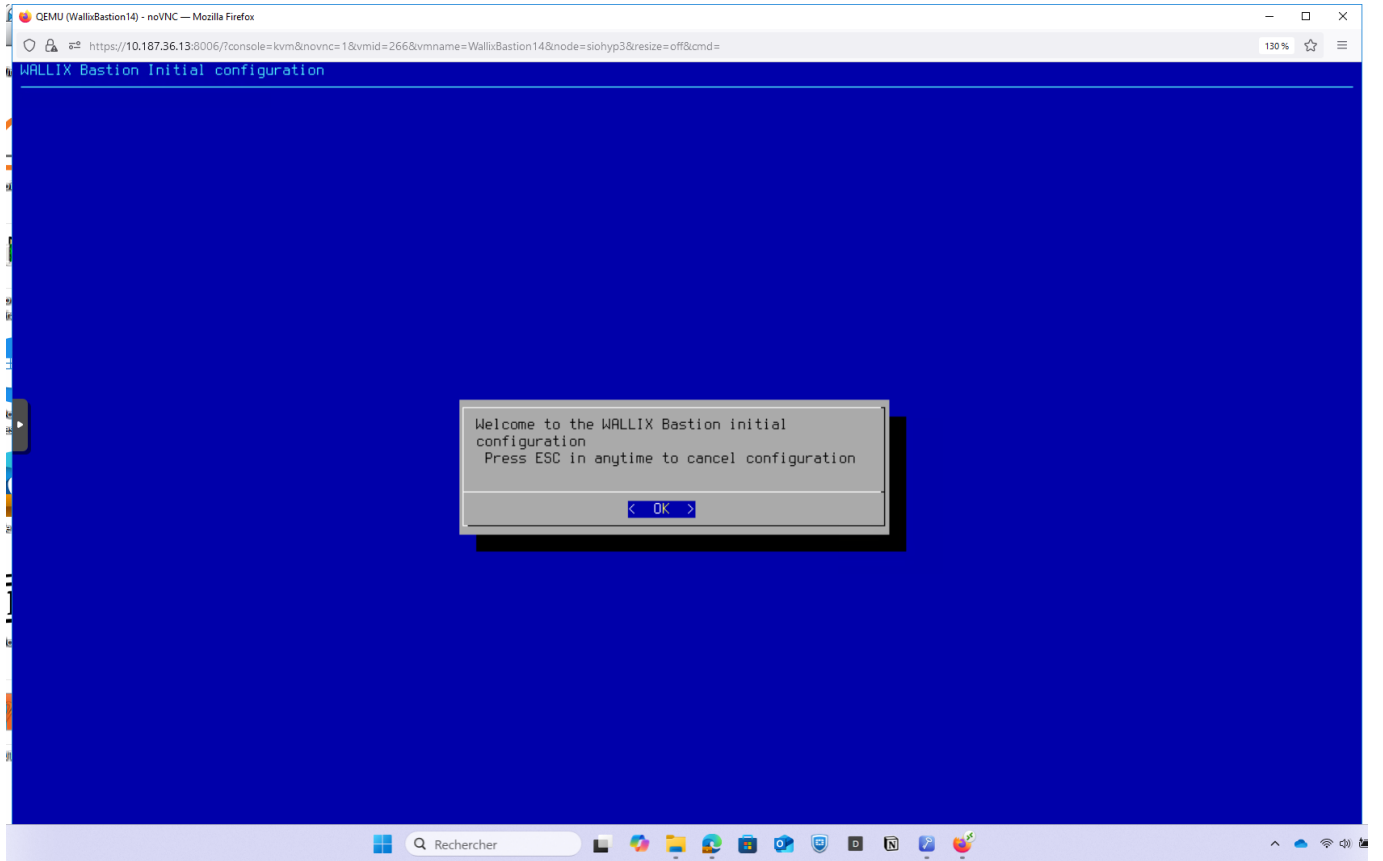 QEMU (WallixBastion14) - noVNC — Mozilla Firefox
https://10.187.36.13:8006/?console=kvm&novnc=1&vmid=266&vmname=WallixBastion14&node=siohyp3&resize=off&cmd=
130 %
WALLIX Bastion Initial configuration
Welcome to the WALLIX Bastion initial
configuration
Press ESC in anytime to cancel configuration
< OK >
Rechercher